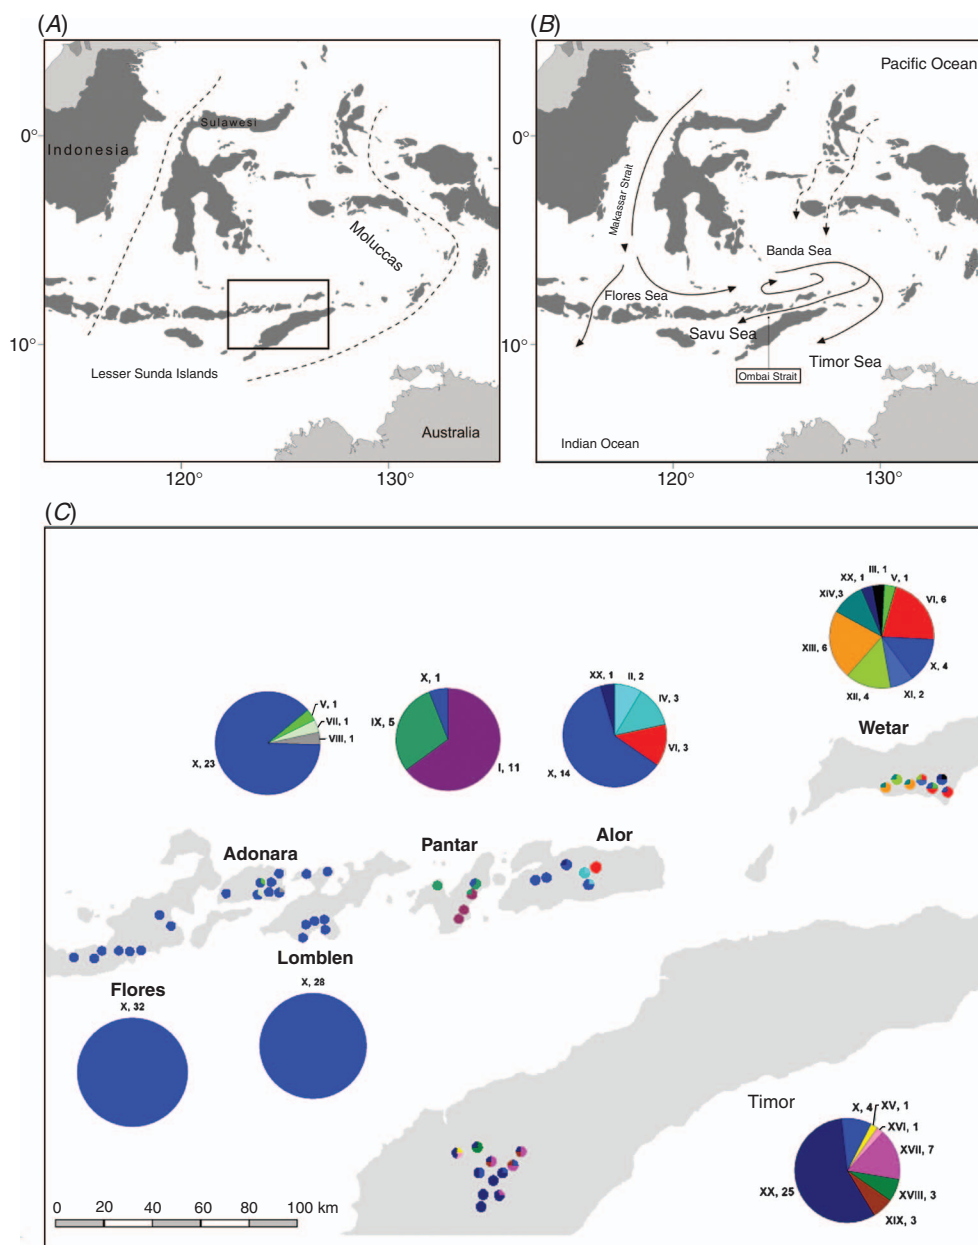 (A)
(B)
Pacific Ocean
Sulawesi
0°
Indonesia
Moluccas
Lesser Sunda Islands
10°
Australia
120°
130°
0°
Makassar Strait
Banda Sea
Flores Sea
Savu Sea
Timor Sea
Ombai Strait
10°
Indian Ocean
120°
130°
(C)
III, 1
XX, 1
V, 1
XIV,3
VI, 6
XIII, 6
X, 4
XI, 2
XII, 4
Wetar
V, 1
VII, 1
VIII, 1
X, 23
X, 1
IX, 5
I, 11
XX, 1
II, 2
IV, 3
VI, 3
X, 14
Adonara
Pantar
Alor
Lomblen
X, 28
Flores
X, 32
Timor
X, 4
XV, 1
XVI, 1
XVII, 7
XX, 25
XVIII, 3
XIX, 3
0 20 40 60 80 100 km